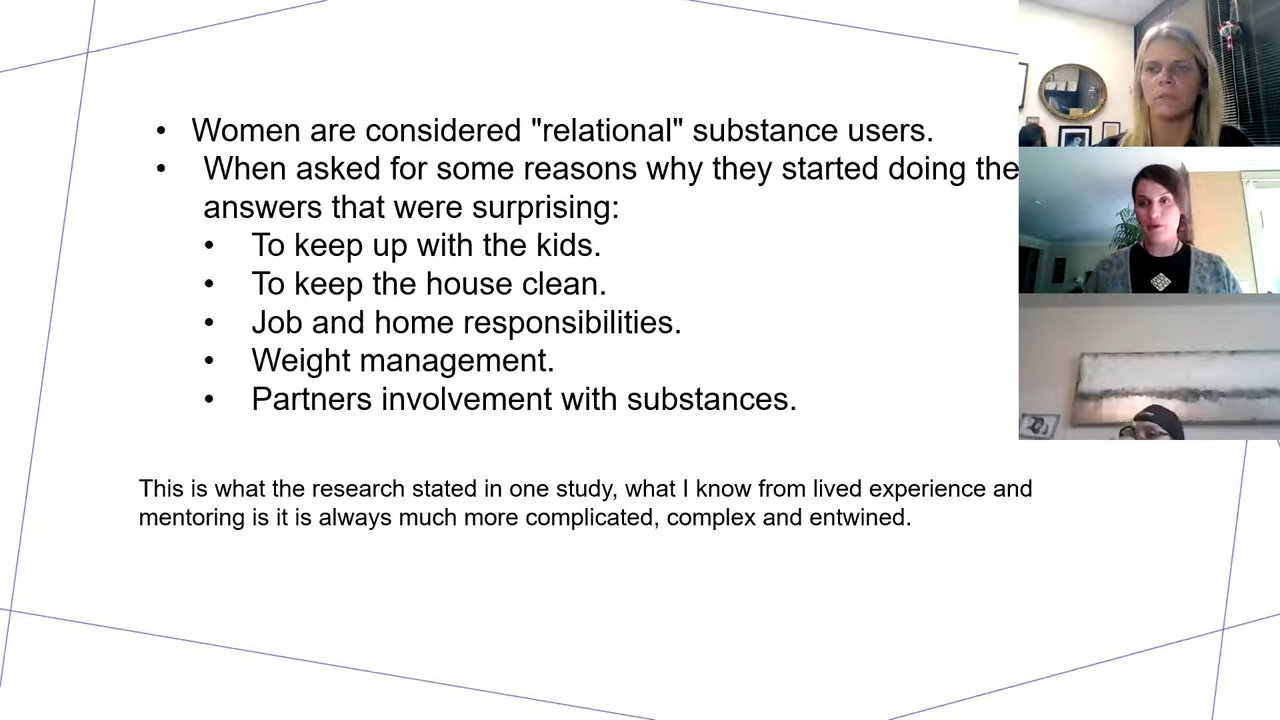 • Women are considered "relational" substance users.
• When asked for some reasons why they started doing the
answers that were surprising:
• To keep up with the kids.
• To keep the house clean.
• Job and home responsibilities.
• Weight management.
• Partners involvement with substances.
This is what the research stated in one study, what I know from lived experience and
mentoring is it is always much more complicated, complex and entwined.